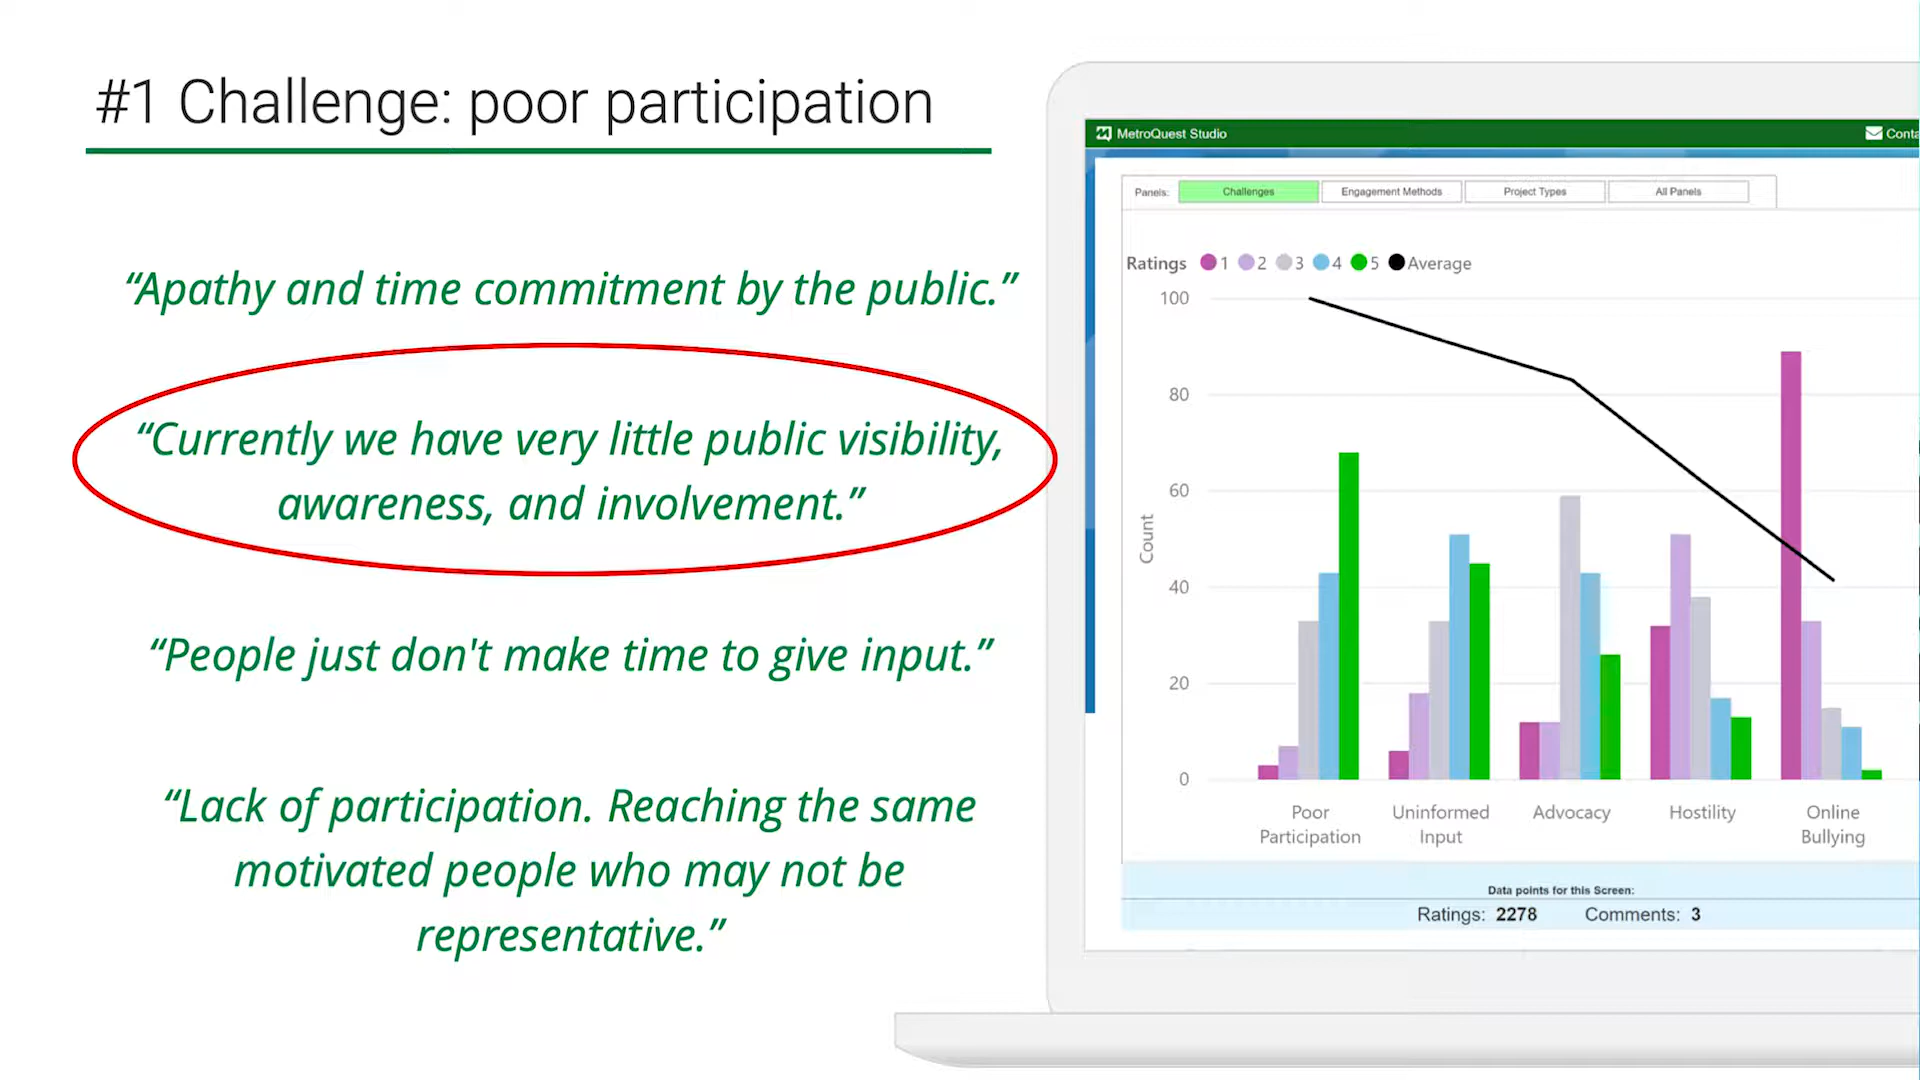 #1 Challenge: poor participation
“Apathy and time commitment by the public.”
“Currently we have very little public visibility,
awareness, and involvement.”
“People just don't make time to give input.”
“Lack of participation. Reaching the same
motivated people who may not be
representative.”
MetroQuest Studio
Panels: Challenges Engagement Methods Project Types All Panels
Ratings 1 2 3 4 5 Average
100
80
60
40
20
0
Count
Poor
Participation
Uninformed
Input
Advocacy
Hostility
Online
Bullying
Data points for this Screen:
Ratings: 2278 Comments: 3